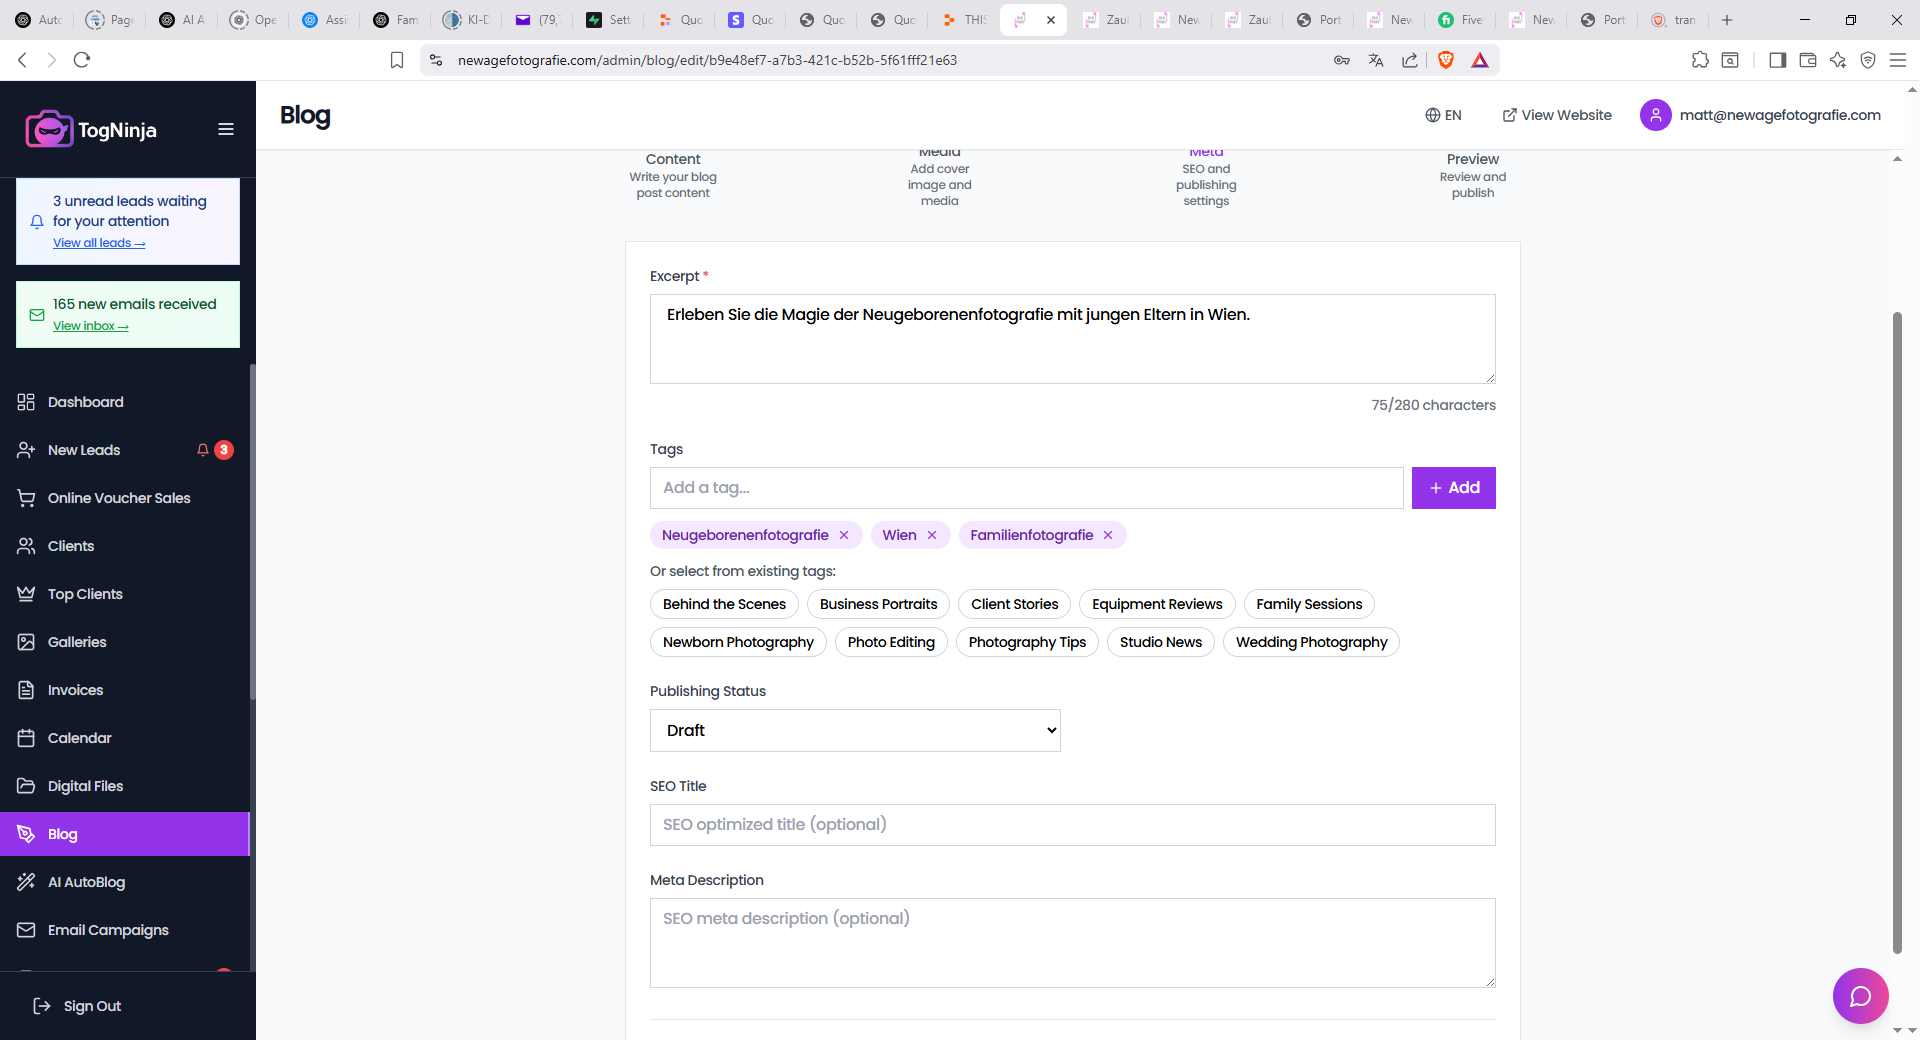 Auto
Page
AI A
Ope
Assi
Fam
KI-D
(79,
Sett
Quo
Quo
Quo
Quo
THIS
Zaul
New
Zaul
Port
New
Five
New
Port
tran
newagefotografie.com/admin/blog/edit/b9e48ef7-a7b3-421c-b52b-5f61fff21e63
TogNinja
Blog
EN
View Website
matt@newagefotografie.com
3 unread leads waiting
for your attention
View all leads →
165 new emails received
View inbox →
Dashboard
New Leads
3
Online Voucher Sales
Clients
Top Clients
Galleries
Invoices
Calendar
Digital Files
Blog
AI AutoBlog
Email Campaigns
Sign Out
Content
Write your blog
post content
Media
Add cover
image and
media
Meta
SEO and
publishing
settings
Preview
Review and
publish
Excerpt *
Erleben Sie die Magie der Neugeborenenfotografie mit jungen Eltern in Wien.
75/280 characters
Tags
Add a tag...
+ Add
Neugeborenenfotografie ×
Wien ×
Familienfotografie ×
Or select from existing tags:
Behind the Scenes
Business Portraits
Client Stories
Equipment Reviews
Family Sessions
Newborn Photography
Photo Editing
Photography Tips
Studio News
Wedding Photography
Publishing Status
Draft
SEO Title
SEO optimized title (optional)
Meta Description
SEO meta description (optional)